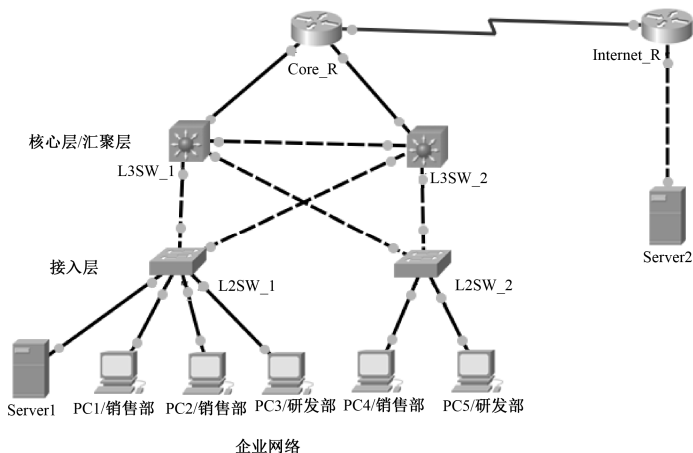 Core_R
Internet_R
核心层/汇聚层
L3SW_1
L3SW_2
Server2
接入层
L2SW_1
L2SW_2
Server1
PC1/销售部
PC2/销售部
PC3/研发部
PC4/销售部
PC5/研发部
企业网络